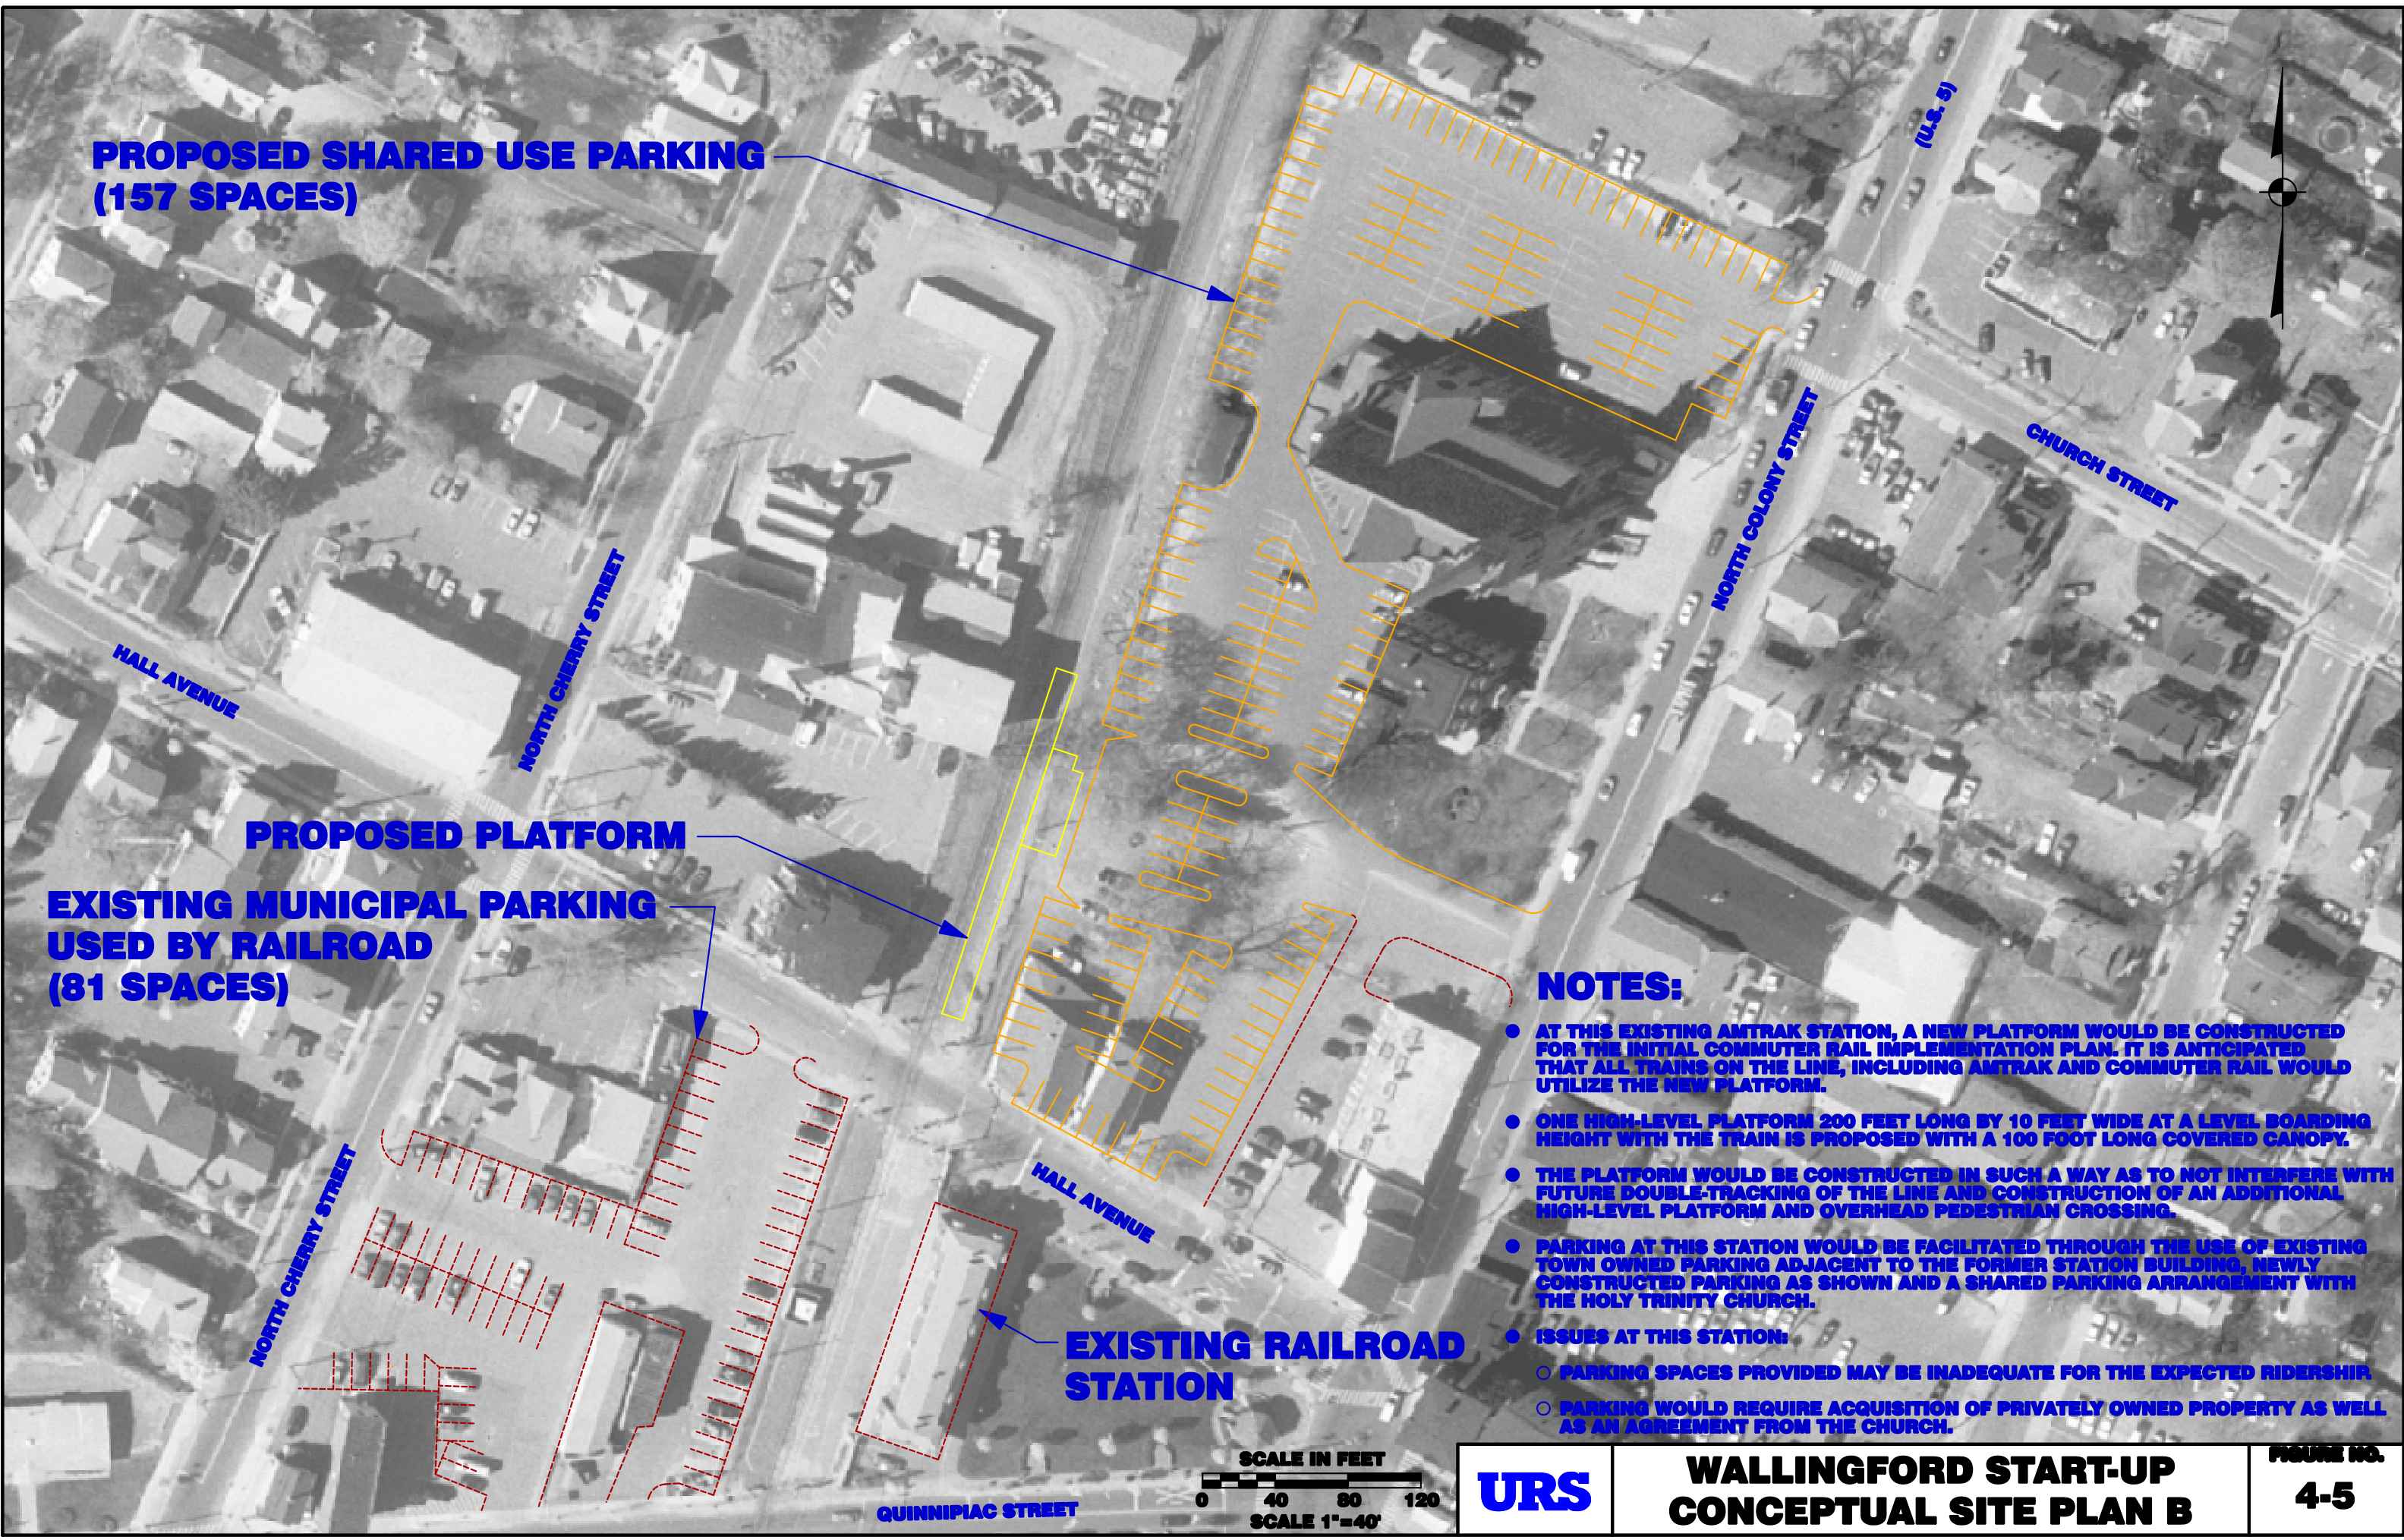 PROPOSED SHARED USE PARKING
(157 SPACES)
(U.S. 5)
CHURCH STREET
NORTH COLONY STREET
HALL AVENUE
NORTH CHERRY STREET
PROPOSED PLATFORM
EXISTING MUNICIPAL PARKING
USED BY RAILROAD
(81 SPACES)
HALL AVENUE
NORTH CHERRY STREET
EXISTING RAILROAD
STATION
QUINNIPIAC STREET
NOTES:
● AT THIS EXISTING AMTRAK STATION, A NEW PLATFORM WOULD BE CONSTRUCTED
FOR THE INITIAL COMMUTER RAIL IMPLEMENTATION PLAN. IT IS ANTICIPATED
THAT ALL TRAINS ON THE LINE, INCLUDING AMTRAK AND COMMUTER RAIL WOULD
UTILIZE THE NEW PLATFORM.
● ONE HIGH-LEVEL PLATFORM 200 FEET LONG BY 10 FEET WIDE AT A LEVEL BOARDING
HEIGHT WITH THE TRAIN IS PROPOSED WITH A 100 FOOT LONG COVERED CANOPY.
● THE PLATFORM WOULD BE CONSTRUCTED IN SUCH A WAY AS TO NOT INTERFERE WITH
FUTURE DOUBLE-TRACKING OF THE LINE AND CONSTRUCTION OF AN ADDITIONAL
HIGH-LEVEL PLATFORM AND OVERHEAD PEDESTRIAN CROSSING.
● PARKING AT THIS STATION WOULD BE FACILITATED THROUGH THE USE OF EXISTING
TOWN OWNED PARKING ADJACENT TO THE FORMER STATION BUILDING, NEWLY
CONSTRUCTED PARKING AS SHOWN AND A SHARED PARKING ARRANGEMENT WITH
THE HOLY TRINITY CHURCH.
● ISSUES AT THIS STATION:
○ PARKING SPACES PROVIDED MAY BE INADEQUATE FOR THE EXPECTED RIDERSHIP.
○ PARKING WOULD REQUIRE ACQUISITION OF PRIVATELY OWNED PROPERTY AS WELL
AS AN AGREEMENT FROM THE CHURCH.
SCALE IN FEET
0 40 80 120
SCALE 1"=40'
URS
WALLINGFORD START-UP
CONCEPTUAL SITE PLAN B
FIGURE NO.
4-5